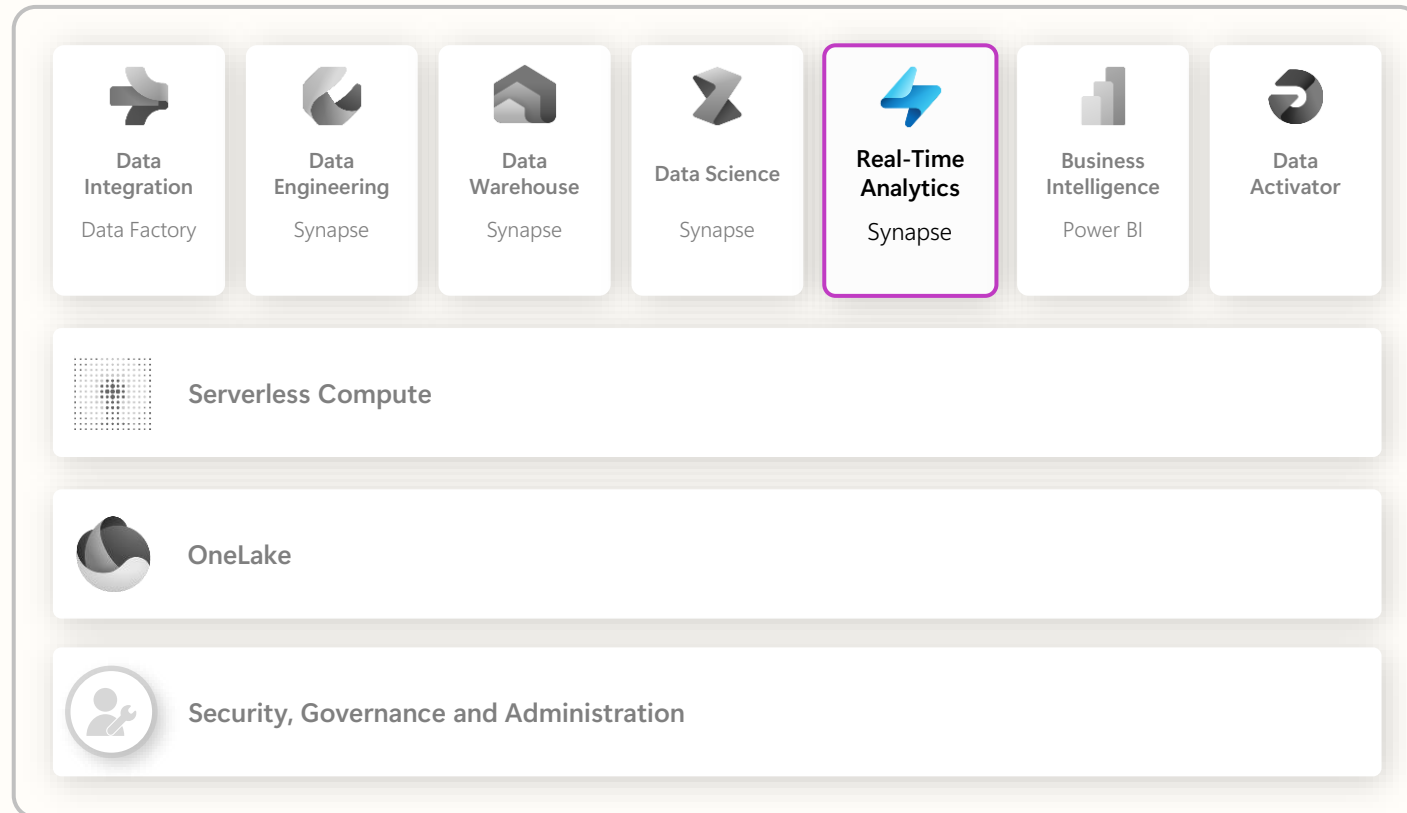 Data
Integration
Data Factory
Data
Engineering
Synapse
Data
Warehouse
Synapse
Data Science
Synapse
Real-Time
Analytics
Synapse
Business
Intelligence
Power BI
Data
Activator
Serverless Compute
OneLake
Security, Governance and Administration